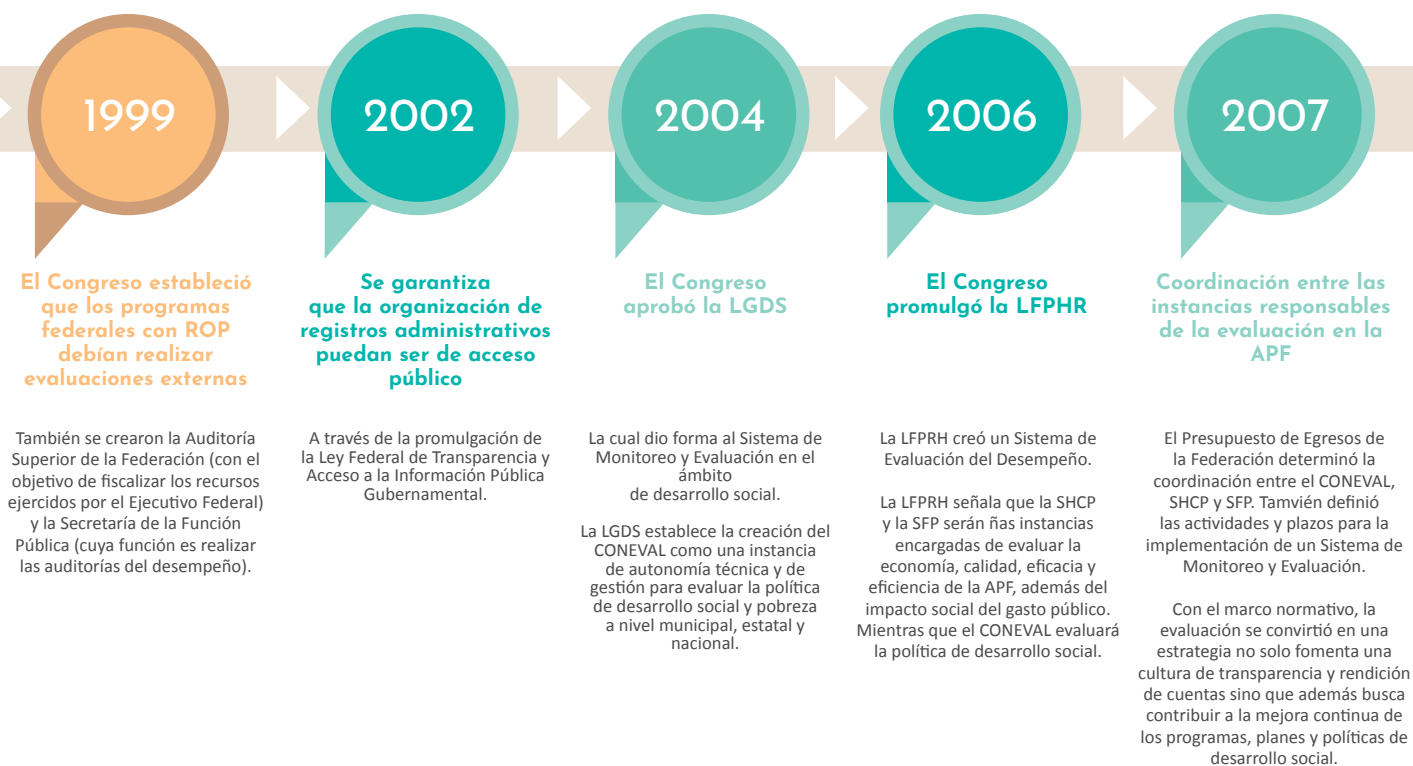 1999
El Congreso estableció
que los programas
federales con ROP
debían realizar
evaluaciones externas
También se crearon la Auditoría
Superior de la Federación (con el
objetivo de fiscalizar los recursos
ejercidos por el Ejecutivo Federal)
y la Secretaría de la Función
Pública (cuya función es realizar
las auditorías del desempeño).
2002
Se garantiza
que la organización de
registros administrativos
puedan ser de acceso
público
A través de la promulgación de
la Ley Federal de Transparencia y
Acceso a la Información Pública
Gubernamental.
2004
El Congreso
aprobó la LGDS
La cual dio forma al Sistema de
Monitoreo y Evaluación en el
ámbito
de desarrollo social.
La LGDS establece la creación del
CONEVAL como una instancia
de autonomía técnica y de
gestión para evaluar la política
de desarrollo social y pobreza
a nivel municipal, estatal y
nacional.
2006
El Congreso
promulgó la LFPHR
La LFPRH creó un Sistema de
Evaluación del Desempeño.
La LFPRH señala que la SHCP
y la SFP serán ñas instancias
encargadas de evaluar la
economía, calidad, eficacia y
eficiencia de la APF, además del
impacto social del gasto público.
Mientras que el CONEVAL evaluará
la política de desarrollo social.
2007
Coordinación entre las
instancias responsables
de la evaluación en la
APF
El Presupuesto de Egresos de
la Federación determinó la
coordinación entre el CONEVAL,
SHCP y SFP. Tamvién definió
las actividades y plazos para la
implementación de un Sistema de
Monitoreo y Evaluación.
Con el marco normativo, la
evaluación se convirtió en una
estrategia no solo fomenta una
cultura de transparencia y rendición
de cuentas sino que además busca
contribuir a la mejora continua de
los programas, planes y políticas de
desarrollo social.